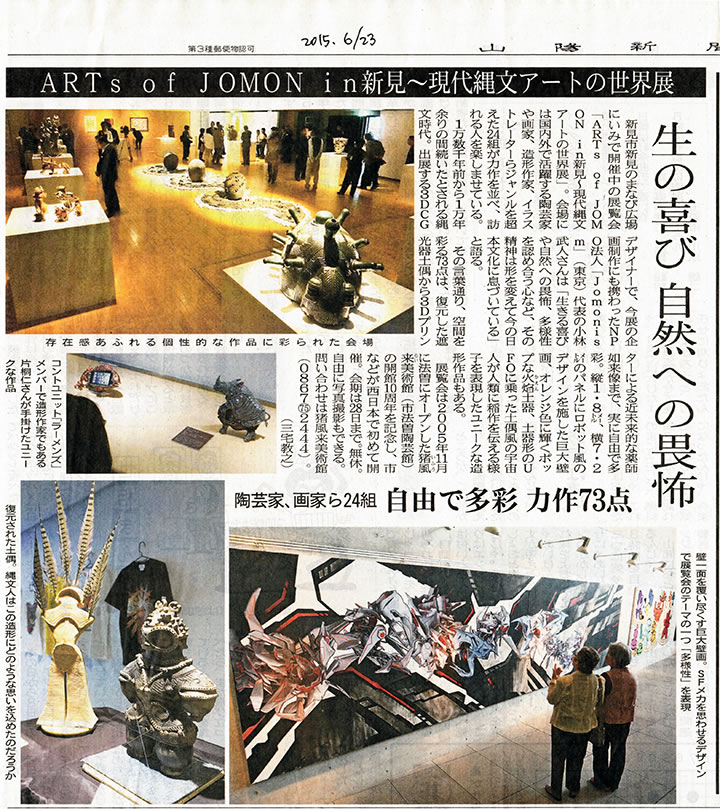 第3種郵便物認可
2015.6/23
山陽新聞
ARTs of JOMON in新見～現代縄文アートの世界展
生の喜び 自然への畏怖
陶芸家、画家ら24組
自由で多彩 力作73点
新見市新見のまなび広場
にいみで開催中の展覧会
「ARTs of JOM
ON in新見～現代縄文
アートの世界展」。会場に
は国内外で活躍する陶芸家
や画家、造形作家、イラス
トレーターらジャンルを超
えた24組が力作を並べ、訪
れる人を楽しませている。
1万数千年前から1万年
余りの間続いたとされる縄
文時代。出展する3DCG
デザイナーで、今展の企
画制作にも携わったNP
O法人「Jomonis
m」（東京）代表の小林
武人さんは「生きる喜び
や自然への畏怖、多様性
を認め合う心など、その
精神は形を変えて今の日
本文化に息づいている」
と語る。
その言葉通り、空間を
彩る73点は、復元した遮
光器土偶から3Dプリン
ターによる近未来的な薬師
如来像まで、実に自由で多
彩。縦1・8㍍、横7・2
㍍のパネルにロボット風の
デザインを施した巨大壁
画、オレンジ色に輝くポッ
プな火焔土器、土器形のU
FOに乗った土偶風の宇宙
人が人類に稲作を伝える様
子を表現したユニークな造
形作品もある。
展覧会は2005年11月
に法曽にオープンした猪風
来美術館（市法曽陶芸館）
の開館10周年を記念し、市
などが西日本で初めて開
催。会期は28日まで。無休。
自由に写真撮影もできる。
問い合わせは猪風来美術館
（0867㊆2444）。
（三宅教之）
存在感あふれる個性的な作品に彩られた会場
コントユニット「ラーメンズ」
メンバーで造形作家でもある
片桐仁さんが手掛けたユニー
クな作品
復元された土偶。縄文人はこの造形にどのような思いを込めたのだろうか
壁一面を覆い尽くす巨大壁画。SFメカを思わせるデザイン
で展覧会のテーマの一つ「多様性」を表現